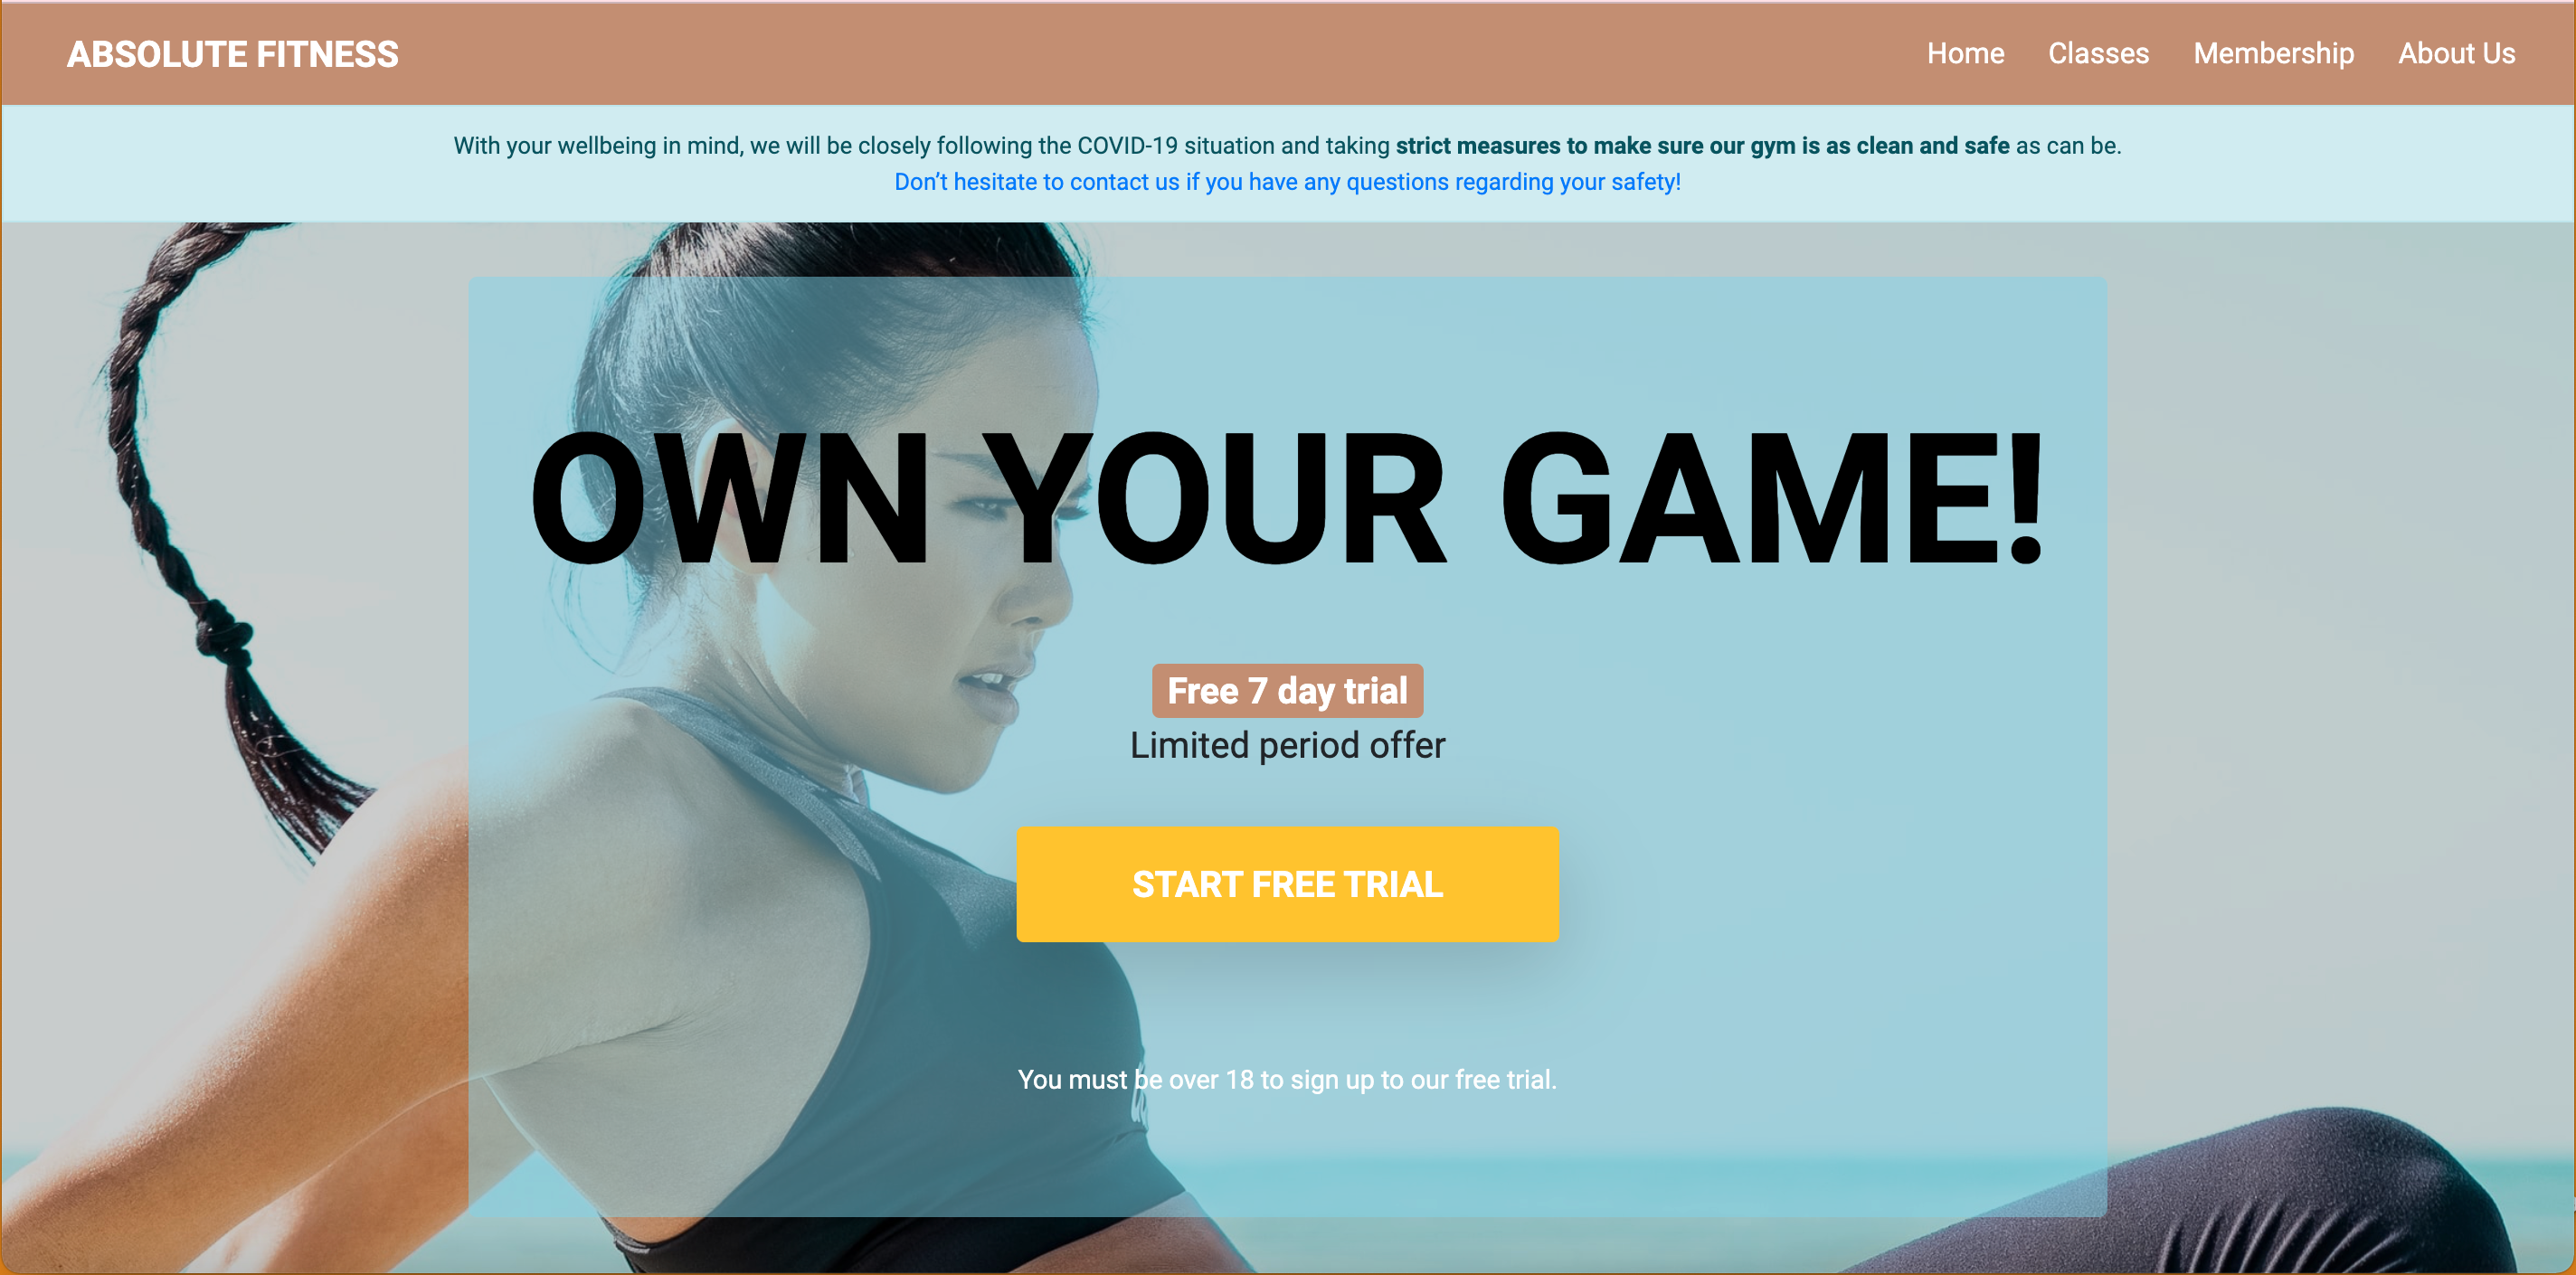 ABSOLUTE FITNESS
Home Classes Membership About Us
With your wellbeing in mind, we will be closely following the COVID-19 situation and taking strict measures to make sure our gym is as clean and safe as can be.
Don’t hesitate to contact us if you have any questions regarding your safety!
OWN YOUR GAME!
Free 7 day trial
Limited period offer
START FREE TRIAL
You must be over 18 to sign up to our free trial.